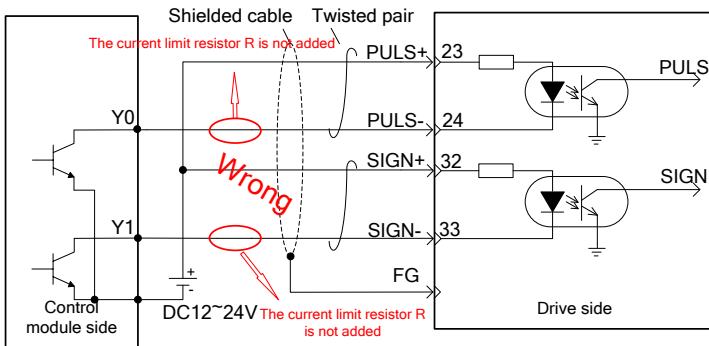 Shielded cable
Twisted pair
The current limit resistor R is not added
PULS+
23
PULS
Y0
PULS-
24
Wrong
SIGN+
32
SIGN
Y1
SIGN-
33
FG
+
-
DC12~24V
The current limit resistor R
is not added
Control
module side
Drive side